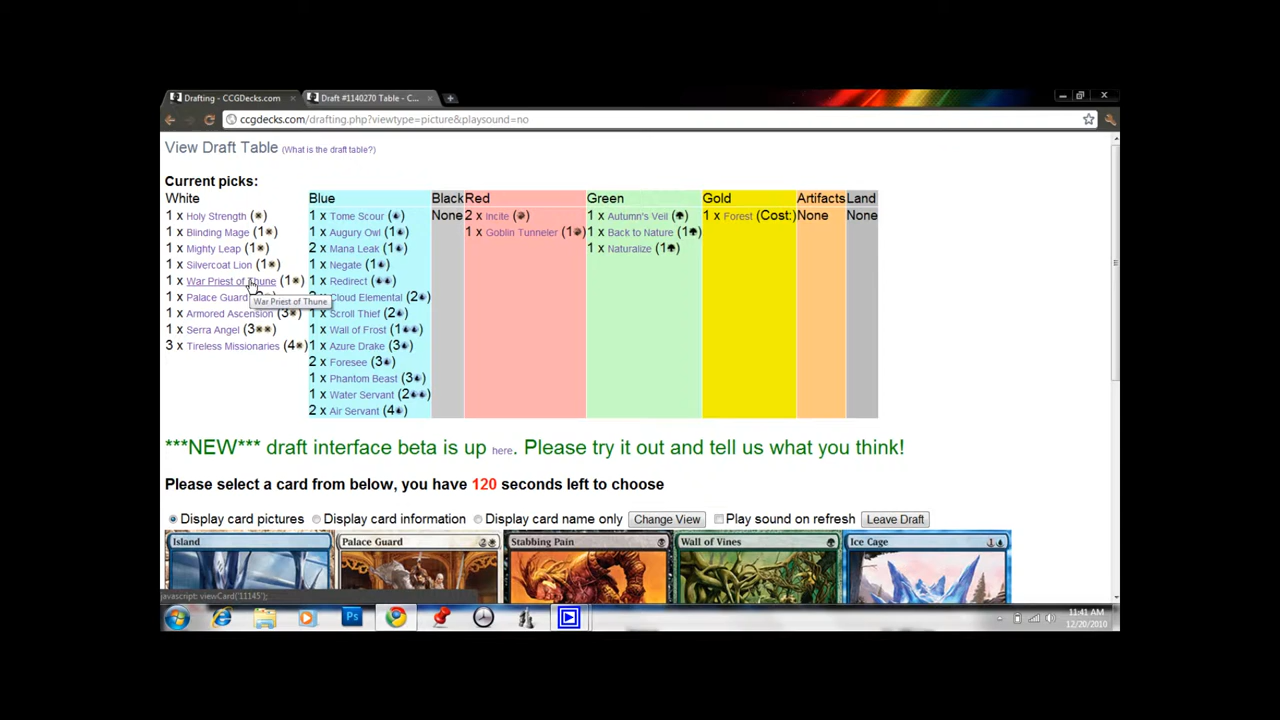 Drafting - CCGDecks.com
Draft #1140270 Table - C...
ccgdecks.com/drafting.php?viewtype=picture&playsound=no
View Draft Table (What is the draft table?)
Current picks:
White
1 x Holy Strength
1 x Blinding Mage (1
1 x Mighty Leap (1
1 x Silvercoat Lion (1
1 x War Priest of Thune (1
1 x Palace Guard
War Priest of Thune
1 x Armored Ascension (3
1 x Serra Angel (3
3 x Tireless Missionaries (4
Blue
1 x Tome Scour
1 x Augury Owl (1
2 x Mana Leak (1
1 x Negate (1
1 x Redirect
Cloud Elemental (2
1 x Scroll Thief (2
1 x Wall of Frost (1
1 x Azure Drake (3
2 x Foresee (3
1 x Phantom Beast (3
1 x Water Servant (2
2 x Air Servant (4
Black
None
Red
2 x Incite
1 x Goblin Tunneler (1
Green
1 x Autumn's Veil
1 x Back to Nature (1
1 x Naturalize (1
Gold
1 x Forest (Cost:)
Artifacts
None
Land
None
***NEW*** draft interface beta is up here. Please try it out and tell us what you think!
Please select a card from below, you have 120 seconds left to choose
Display card pictures Display card information Display card name only Change View Play sound on refresh Leave Draft
Island
Palace Guard 2
Stabbing Pain
Wall of Vines
Ice Cage 1
javascript: viewCard('11145');
Ps
11:41 AM
12/20/2010